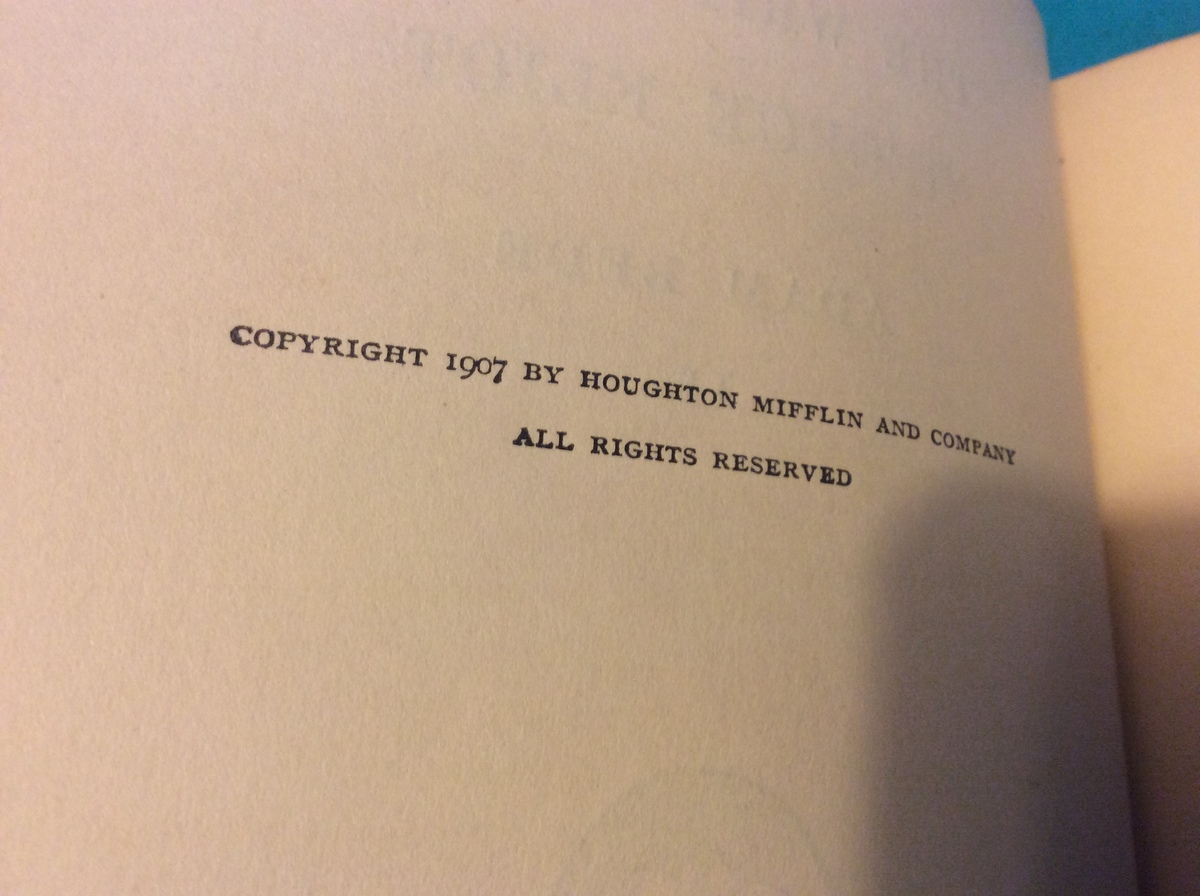 COPYRIGHT 1907 BY HOUGHTON MIFFLIN AND COMPANY
ALL RIGHTS RESERVED